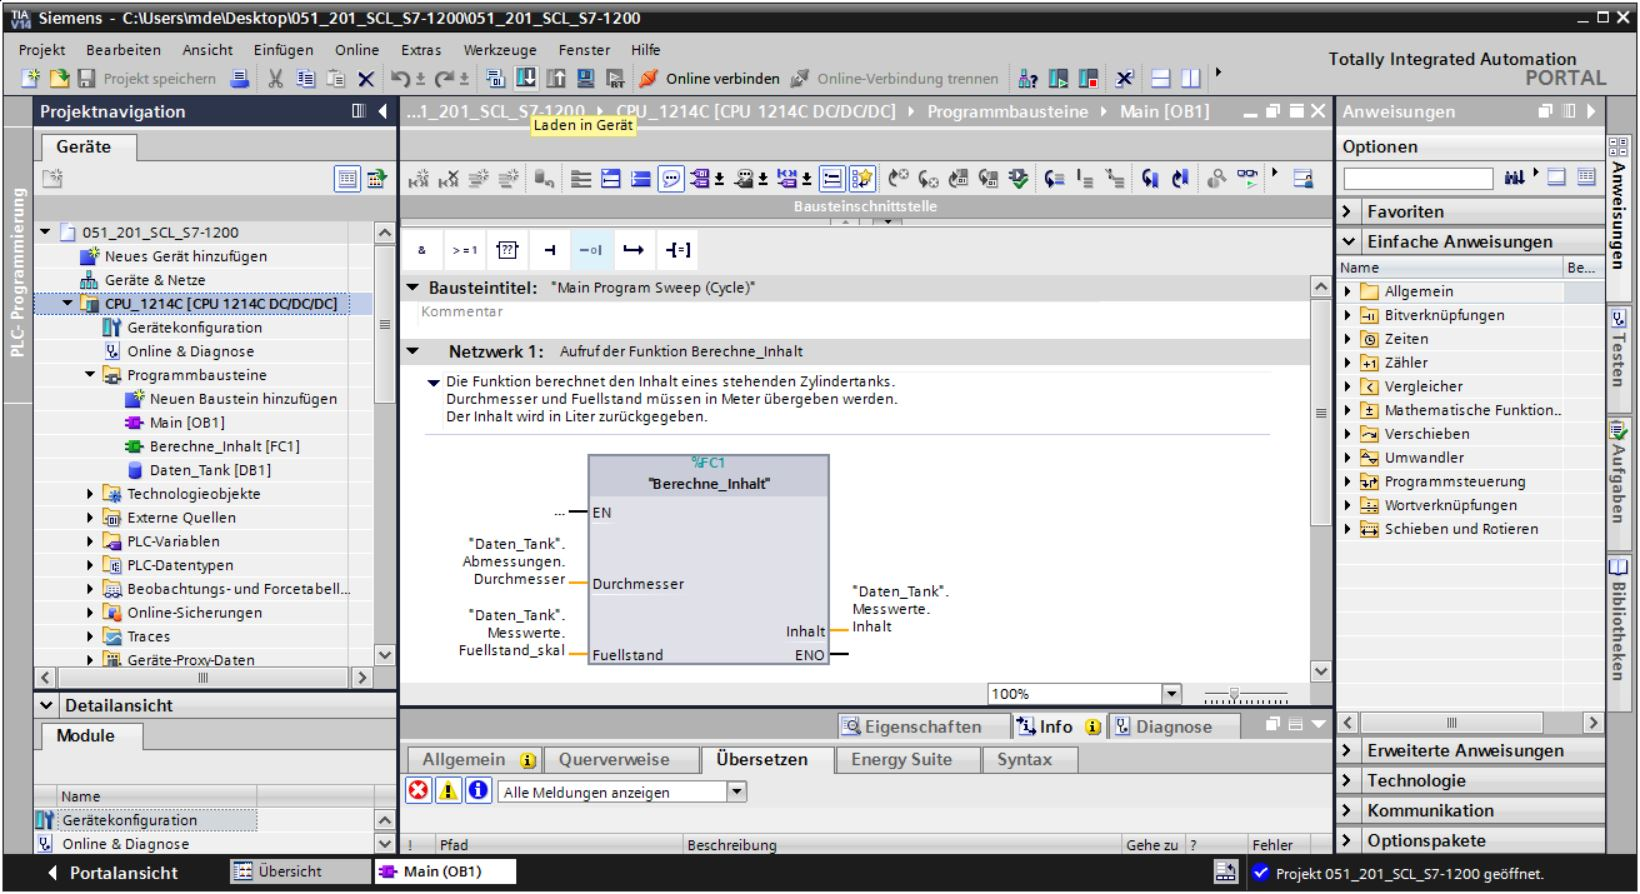 TIA V14 Siemens - C:\Users\mde\Desktop\051_201_SCL_S7-1200\051_201_SCL_S7-1200
Projekt Bearbeiten Ansicht Einfügen Online Extras Werkzeuge Fenster Hilfe
Totally Integrated Automation
PORTAL
Projekt speichern
Online verbinden
Online-Verbindung trennen
Projektnavigation
...1_201_SCL_S7-1200 CPU_1214C [CPU 1214C DC/DC/DC] Programmbausteine Main [OB1]
Laden in Gerät
Anweisungen
Geräte
PLC- Programmierung
051_201_SCL_S7-1200
Neues Gerät hinzufügen
Geräte & Netze
CPU_1214C [CPU 1214C DC/DC/DC]
Gerätekonfiguration
Online & Diagnose
Programmbausteine
Neuen Baustein hinzufügen
Main [OB1]
Berechne_Inhalt [FC1]
Daten_Tank [DB1]
Technologieobjekte
Externe Quellen
PLC-Variablen
PLC-Datentypen
Beobachtungs- und Forcetabell...
Online-Sicherungen
Traces
Geräte-Proxy-Daten
Detailansicht
Module
Name
Gerätekonfiguration
Online & Diagnose
Bausteinschnittstelle
& >=1 ?? -[=]
Bausteintitel: "Main Program Sweep (Cycle)"
Kommentar
Netzwerk 1: Aufruf der Funktion Berechne_Inhalt
Die Funktion berechnet den Inhalt eines stehenden Zylindertanks.
Durchmesser und Fuellstand müssen in Meter übergeben werden.
Der Inhalt wird in Liter zurückgegeben.
%FC1
"Berechne_Inhalt"
... EN
"Daten_Tank".
Abmessungen.
Durchmesser Durchmesser
"Daten_Tank".
Messwerte.
Fuellstand_skal Fuellstand
"Daten_Tank".
Messwerte.
Inhalt Inhalt
ENO
100%
Eigenschaften Info Diagnose
Allgemein Querverweise Übersetzen Energy Suite Syntax
Alle Meldungen anzeigen
! Pfad Beschreibung Gehe zu ? Fehler
Optionen
Favoriten
Einfache Anweisungen
Name Be...
Allgemein
Bitverknüpfungen
Zeiten
Zähler
Vergleicher
Mathematische Funktion..
Verschieben
Umwandler
Programmsteuerung
Wortverknüpfungen
Schieben und Rotieren
Erweiterte Anweisungen
Technologie
Kommunikation
Optionspakete
Anweisungen
Testen
Aufgaben
Bibliotheken
Portalansicht Übersicht Main (OB1)
Projekt 051_201_SCL_S7-1200 geöffnet.